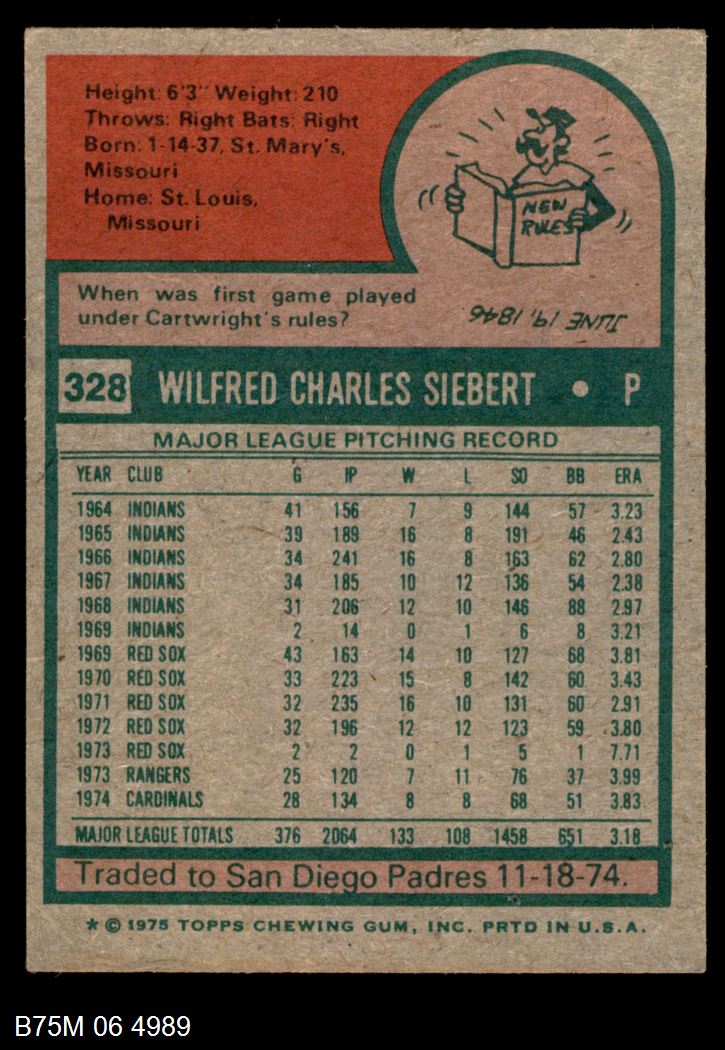 Height: 6'3" Weight: 210
Throws: Right Bats: Right
Born: 1-14-37, St. Mary's,
Missouri
Home: St. Louis,
Missouri
NEW
RULES
When was first game played
under Cartwright's rules?
JUNE 19, 1846
328 WILFRED CHARLES SIEBERT • P
MAJOR LEAGUE PITCHING RECORD
YEAR CLUB G IP W L SO BB ERA
1964 INDIANS 41 156 7 9 144 57 3.23
1965 INDIANS 39 189 16 8 191 46 2.43
1966 INDIANS 34 241 16 8 163 62 2.80
1967 INDIANS 34 185 10 12 136 54 2.38
1968 INDIANS 31 206 12 10 146 88 2.97
1969 INDIANS 2 14 0 1 6 8 3.21
1969 RED SOX 43 163 14 10 127 68 3.81
1970 RED SOX 33 223 15 8 142 60 3.43
1971 RED SOX 32 235 16 10 131 60 2.91
1972 RED SOX 32 196 12 12 123 59 3.80
1973 RED SOX 2 2 0 1 5 1 7.71
1973 RANGERS 25 120 7 11 76 37 3.99
1974 CARDINALS 28 134 8 8 68 51 3.83
MAJOR LEAGUE TOTALS 376 2064 133 108 1458 651 3.18
Traded to San Diego Padres 11-18-74.
* © 1975 TOPPS CHEWING GUM, INC. PRTD IN U.S.A.
B75M 06 4989